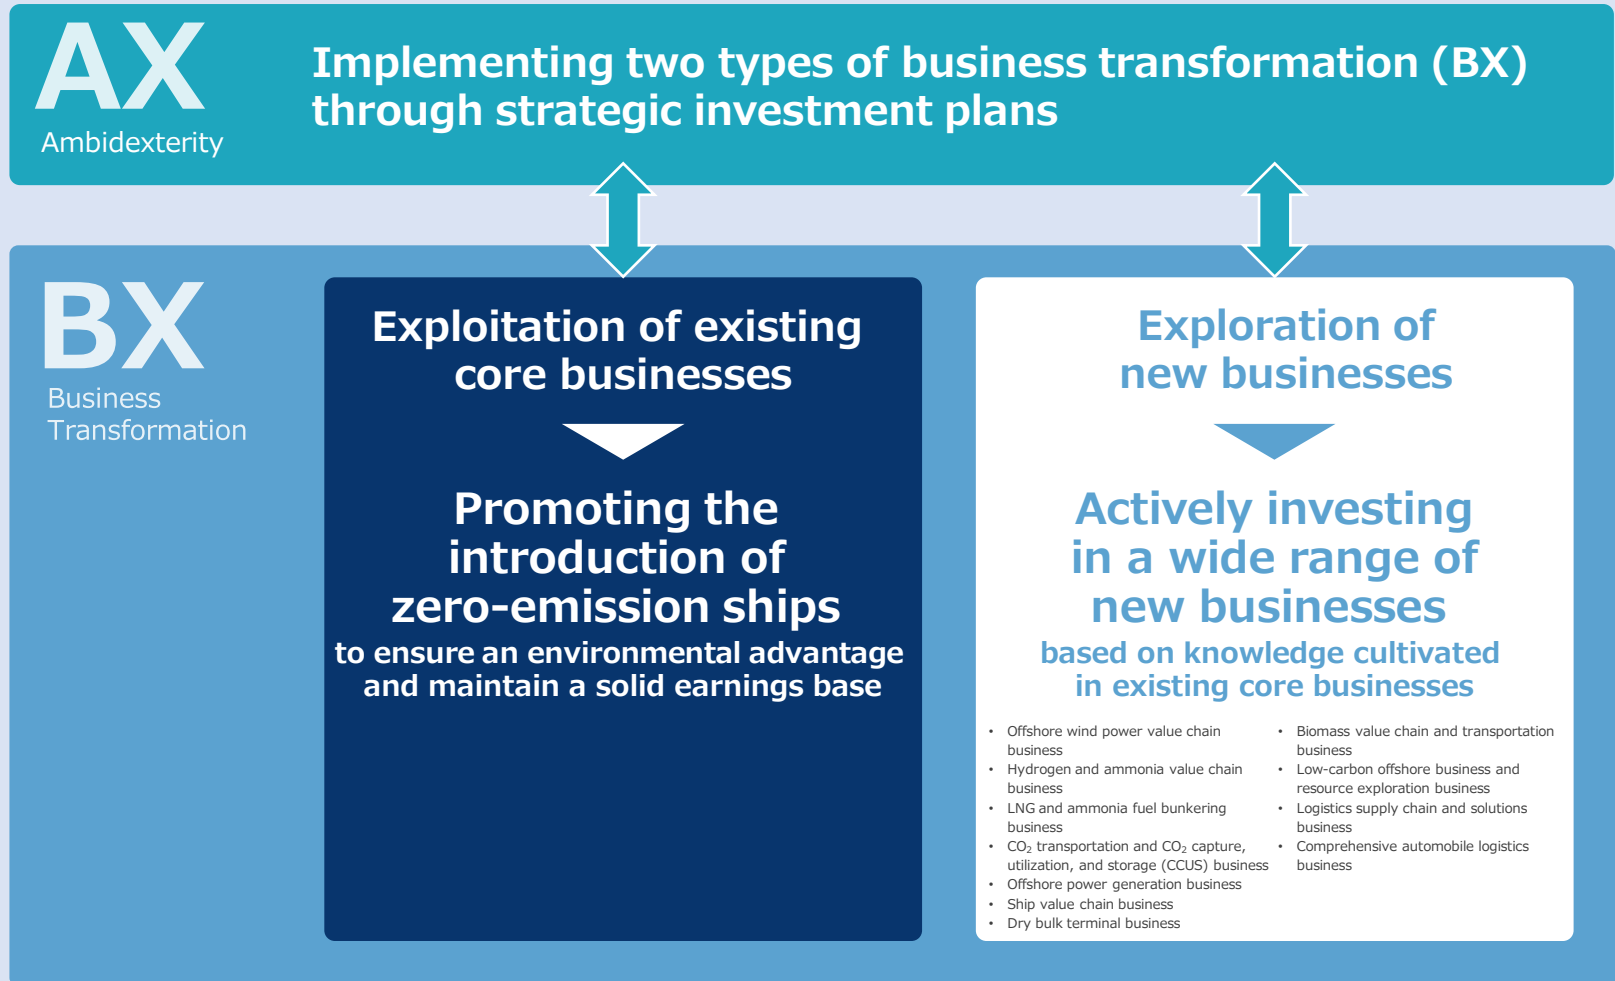 AX
Ambidexterity
Implementing two types of business transformation (BX)
through strategic investment plans
BX
Business
Transformation
Exploitation of existing
core businesses
Promoting the
introduction of
zero-emission ships
to ensure an environmental advantage
and maintain a solid earnings base
Exploration of
new businesses
Actively investing
in a wide range of
new businesses
based on knowledge cultivated
in existing core businesses
• Offshore wind power value chain
business
• Hydrogen and ammonia value chain
business
• LNG and ammonia fuel bunkering
business
• CO₂ transportation and CO₂ capture,
utilization, and storage (CCUS) business
• Offshore power generation business
• Ship value chain business
• Dry bulk terminal business
• Biomass value chain and transportation
business
• Low-carbon offshore business and
resource exploration business
• Logistics supply chain and solutions
business
• Comprehensive automobile logistics
business